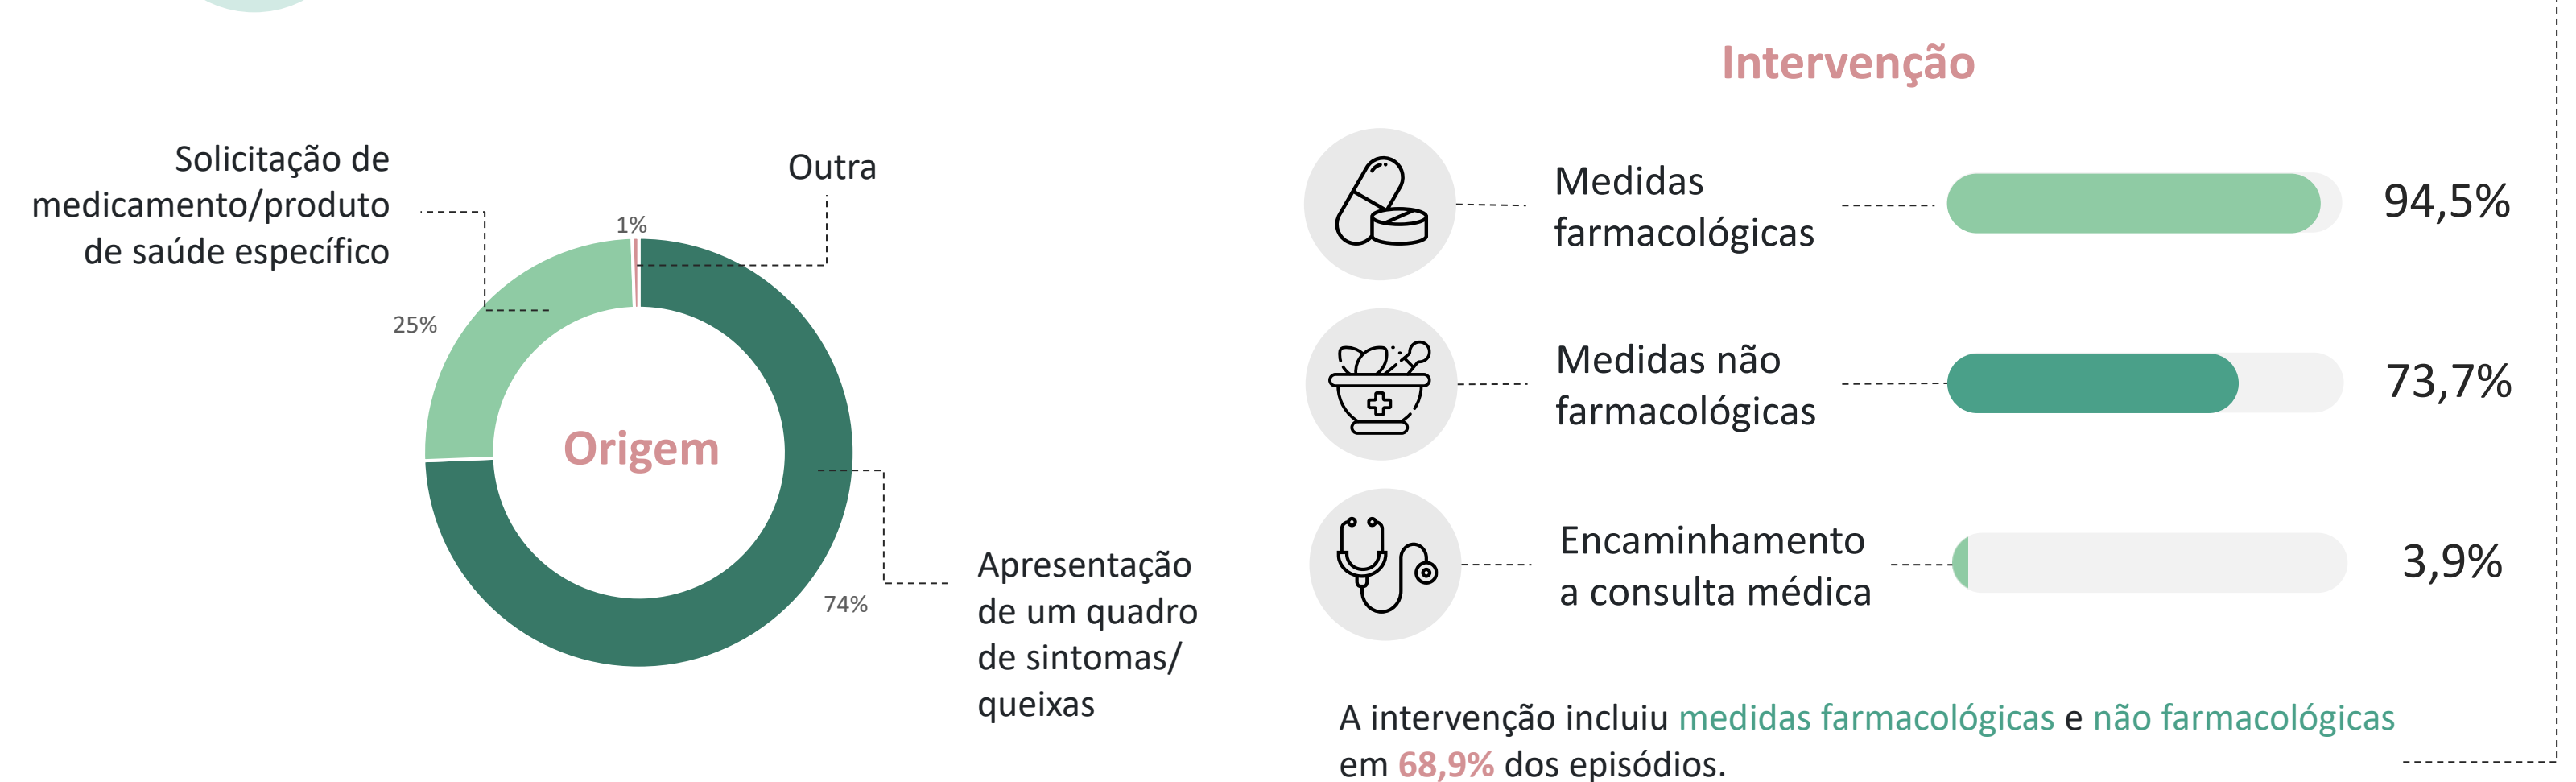 Solicitação de
medicamento/produto
de saúde específico
25%
1%
Outra
Origem
74%
Apresentação
de um quadro
de sintomas/
queixas
Intervenção
Medidas
farmacológicas
94,5%
Medidas não
farmacológicas
73,7%
Encaminhamento
a consulta médica
3,9%
A intervenção incluiu medidas farmacológicas e não farmacológicas
em 68,9% dos episódios.